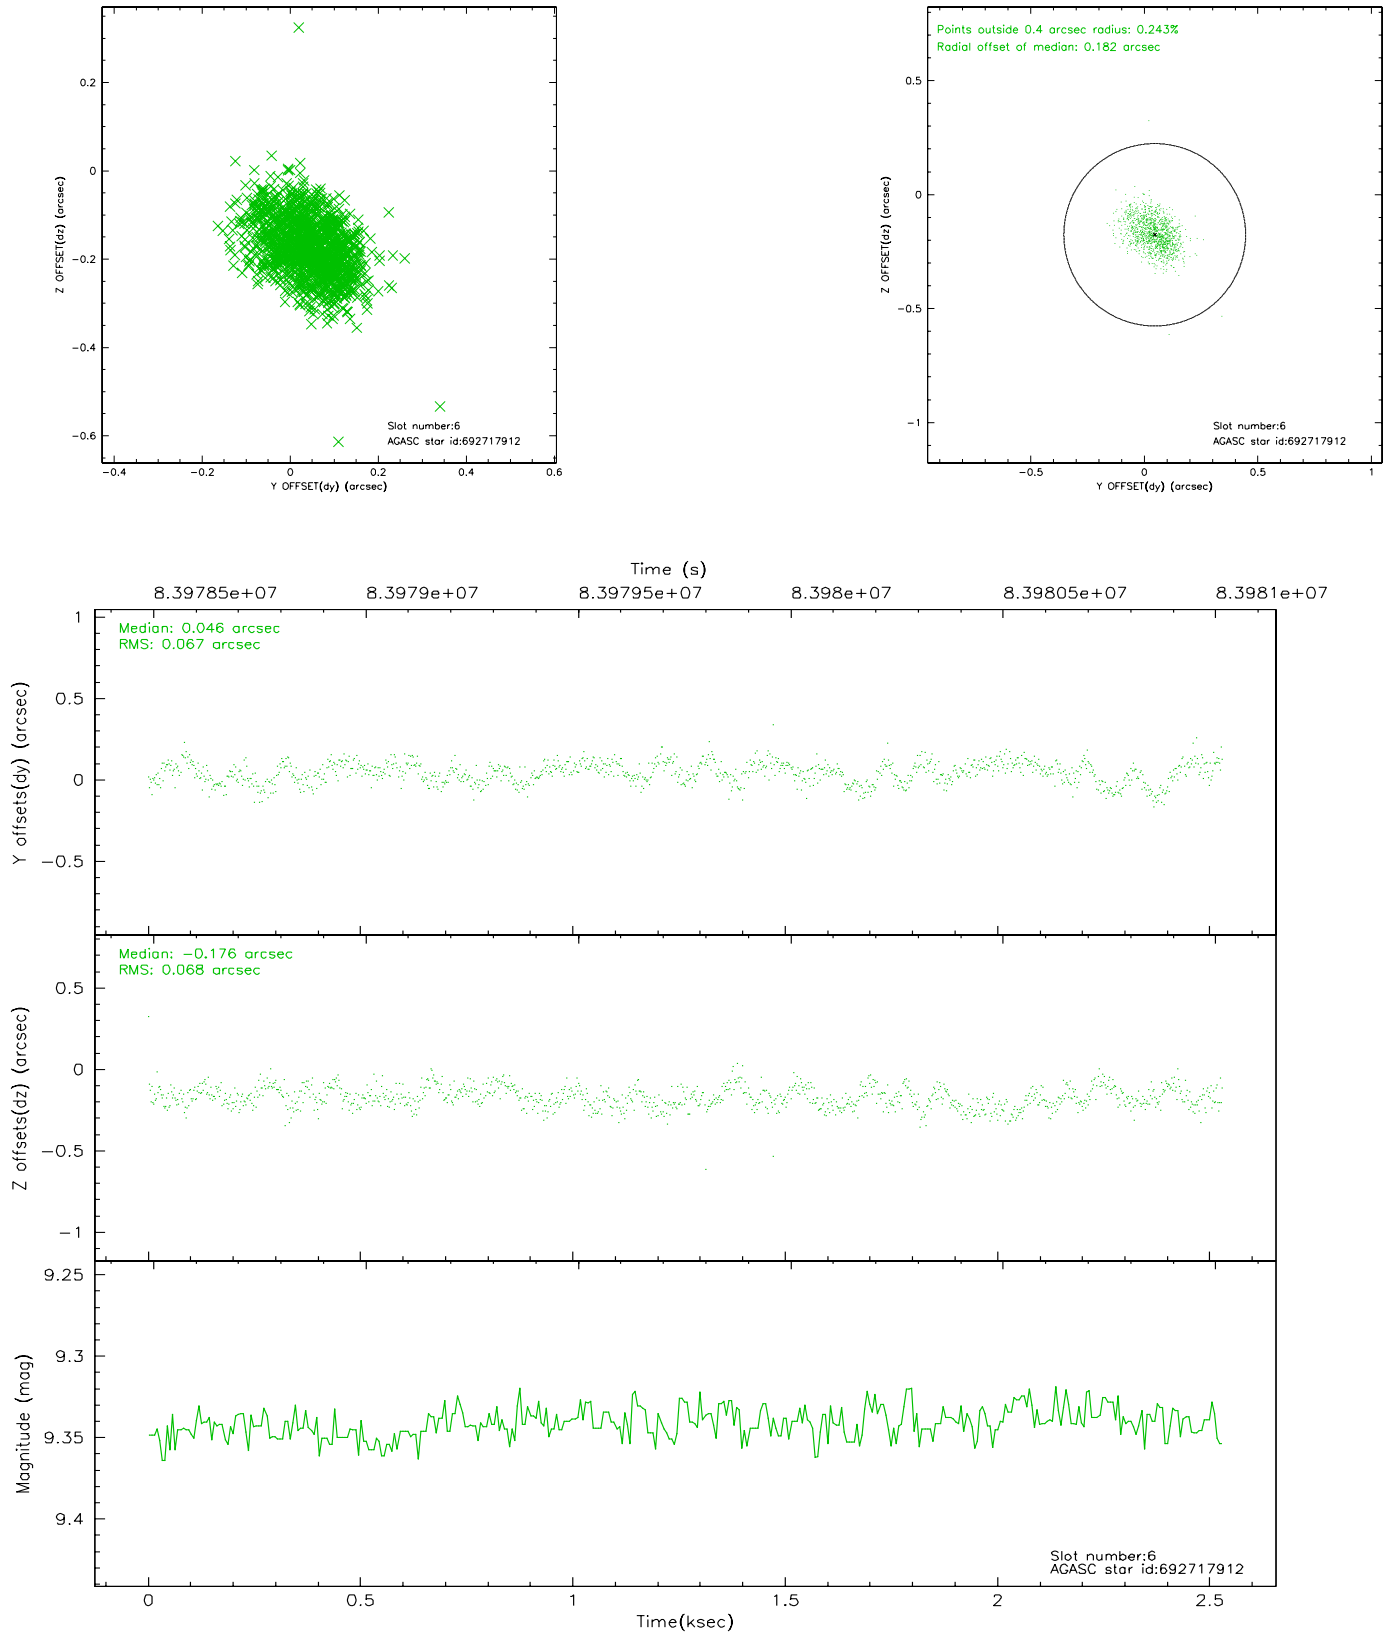 0.2
0
−0.2
−0.4
−0.6
Z OFFSET(dz) (arcsec)
−0.4
−0.2
0
0.2
0.4
0.6
Y OFFSET(dy) (arcsec)
Slot number:6
AGASC star id:692717912
Points outside 0.4 arcsec radius: 0.243%
Radial offset of median: 0.182 arcsec
0.5
0
−0.5
−1
Z OFFSET(dz) (arcsec)
−0.5
0
0.5
1
Y OFFSET(dy) (arcsec)
Slot number:6
AGASC star id:692717912
Time (s)
8.39785e+07
8.3979e+07
8.39795e+07
8.398e+07
8.39805e+07
8.3981e+07
Median: 0.046 arcsec
RMS: 0.067 arcsec
1
0.5
0
−0.5
Y offsets(dy) (arcsec)
Median: −0.176 arcsec
RMS: 0.068 arcsec
0.5
0
−0.5
−1
Z offsets(dz) (arcsec)
9.25
9.3
9.35
9.4
Magnitude (mag)
Slot number:6
AGASC star id:692717912
0
0.5
1
1.5
2
2.5
Time(ksec)